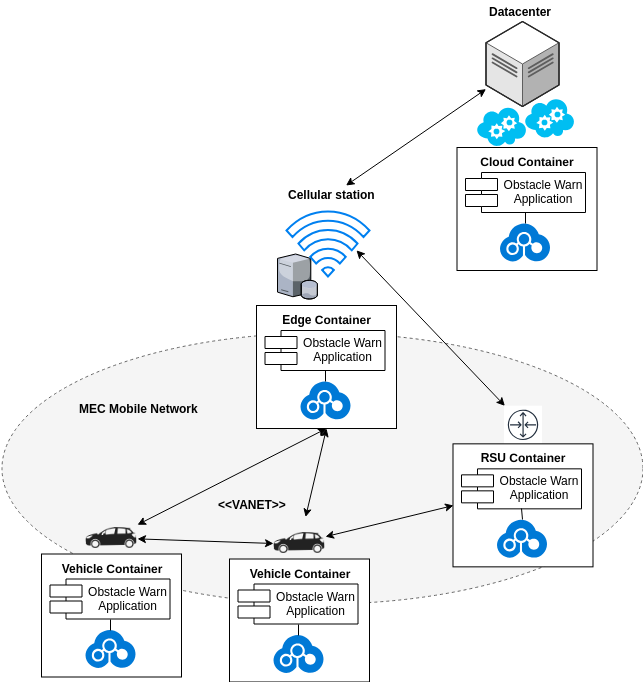 Datacenter
Cloud Container
Obstacle Warn
Application
Cellular station
Edge Container
Obstacle Warn
Application
MEC Mobile Network
RSU Container
Obstacle Warn
Application
<<VANET>>
Vehicle Container
Obstacle Warn
Application
Vehicle Container
Obstacle Warn
Application